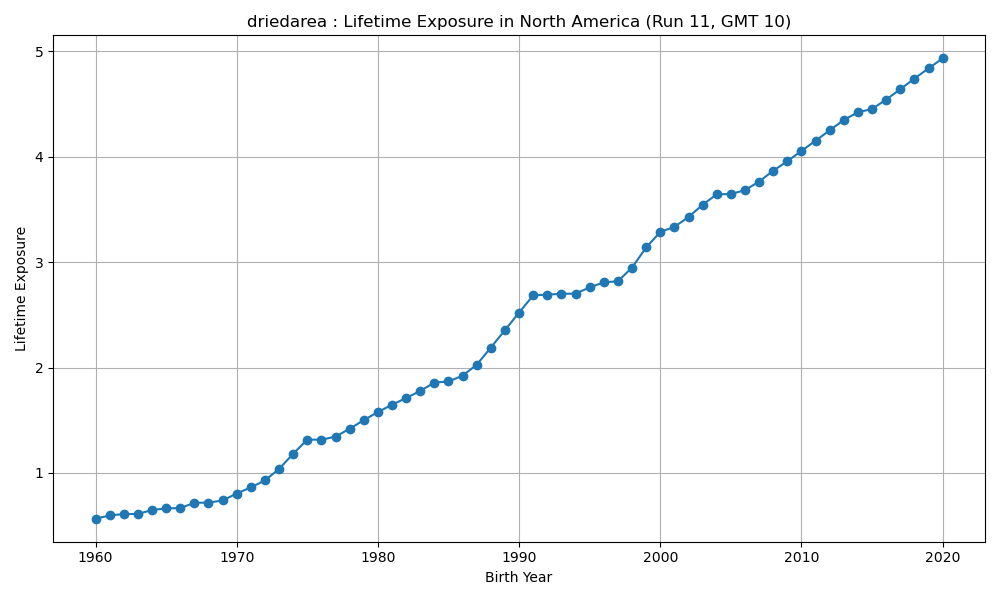 driedarea : Lifetime Exposure in North America (Run 11, GMT 10)
5
4
3
2
1
Lifetime Exposure
1960 1970 1980 1990 2000 2010 2020
Birth Year